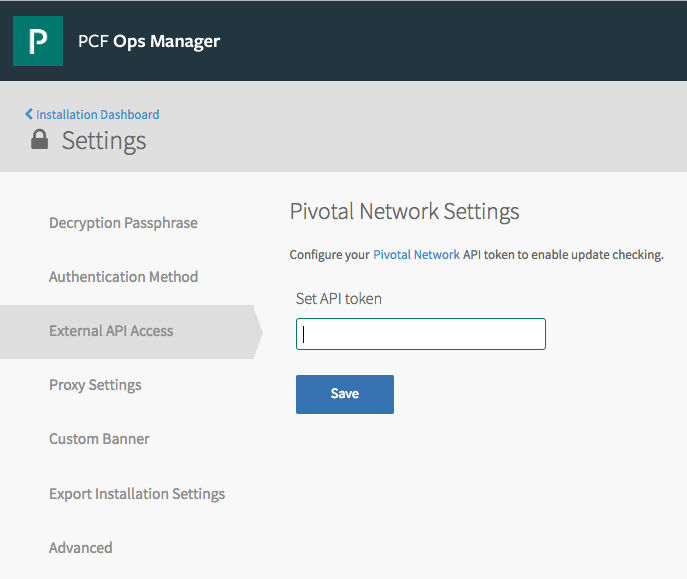 P
PCF Ops Manager
Installation Dashboard
Settings
Decryption Passphrase
Authentication Method
External API Access
Proxy Settings
Custom Banner
Export Installation Settings
Advanced
Pivotal Network Settings
Configure your Pivotal Network API token to enable update checking.
Set API token
Save